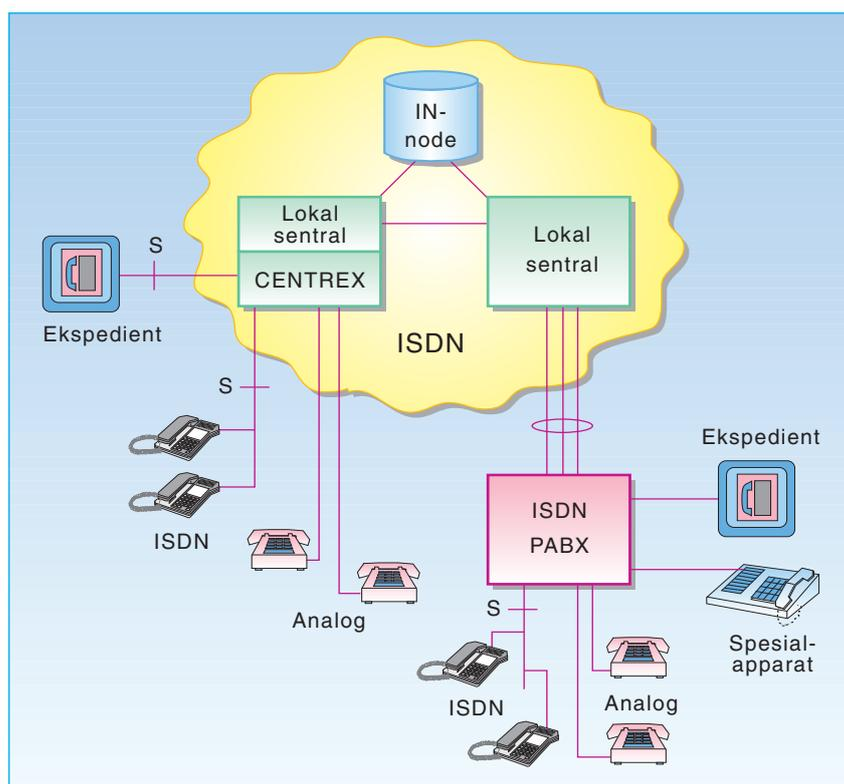 IN-
node
Lokal
sentral
CENTREX
Lokal
sentral
S
Ekspedient
ISDN
S
ISDN
Analog
Ekspedient
ISDN
PABX
S
Spesial-
apparat
ISDN
Analog